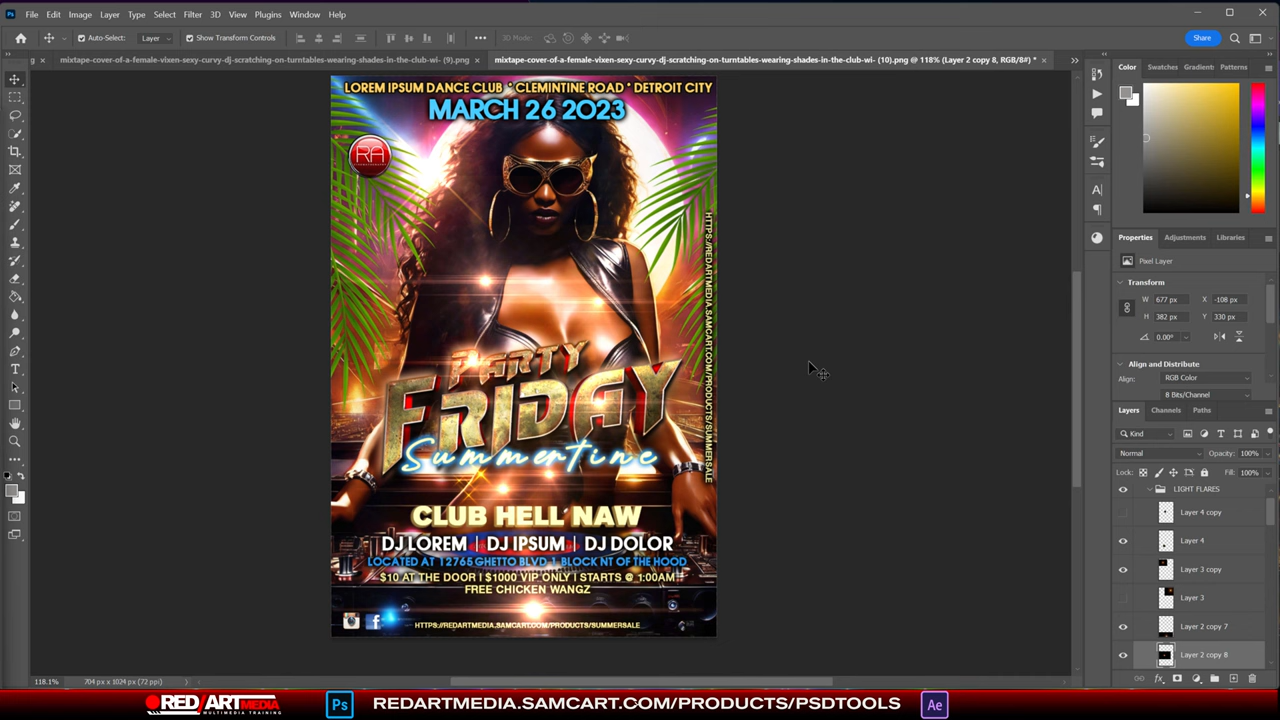 File Edit Image Layer Type Select Filter 3D View Plugins Window Help
Auto-Select: Layer Show Transform Controls 3D Mode: Share
mixtape-cover-of-a-female-vixen-sexy-curvy-dj-scratching-on-turntables-wearing-shades-in-the-club-wi- (9).png × mixtape-cover-of-a-female-vixen-sexy-curvy-dj-scratching-on-turntables-wearing-shades-in-the-club-wi- (10).png @ 118% (Layer 2 copy 8, RGB/8#) * ×
Color Swatches Gradient Patterns
LOREM IPSUM DANCE CLUB * CLEMENTINE ROAD * DETROIT CITY
MARCH 26 2023
RA
HTTPS://REDARTMEDIA.SAMCART.COM/PRODUCTS/SUMMERSALE
PARTY
FRIDAY
Summertine
CLUB HELL NAW
DJ LOREM | DJ IPSUM | DJ DOLOR
LOCATED AT 12765 GHETTO BLVD 1 BLOCK NT OF THE HOOD
$10 AT THE DOOR I $1000 VIP ONLY I STARTS @ 1:00AM
FREE CHICKEN WANGZ
HTTPS://REDARTMEDIA.SAMCART.COM/PRODUCTS/SUMMERSALE
Properties Adjustments Libraries
Pixel Layer
Transform
W 677 px X -108 px
H 382 px Y 330 px
0.00°
Align and Distribute
Align: RGB Color
8 Bits/Channel
Layers Channels Paths
Kind
Normal Opacity: 100%
Lock: Fill: 100%
LIGHT FLARES
Layer 4 copy
Layer 4
Layer 3 copy
Layer 3
Layer 2 copy 7
Layer 2 copy 8
118.1% 704 px x 1024 px (72 ppi)
RED/ART MEDIA
MULTIMEDIA TRAINING
Ps REDARTMEDIA.SAMCART.COM/PRODUCTS/PSDTOOLS Ae